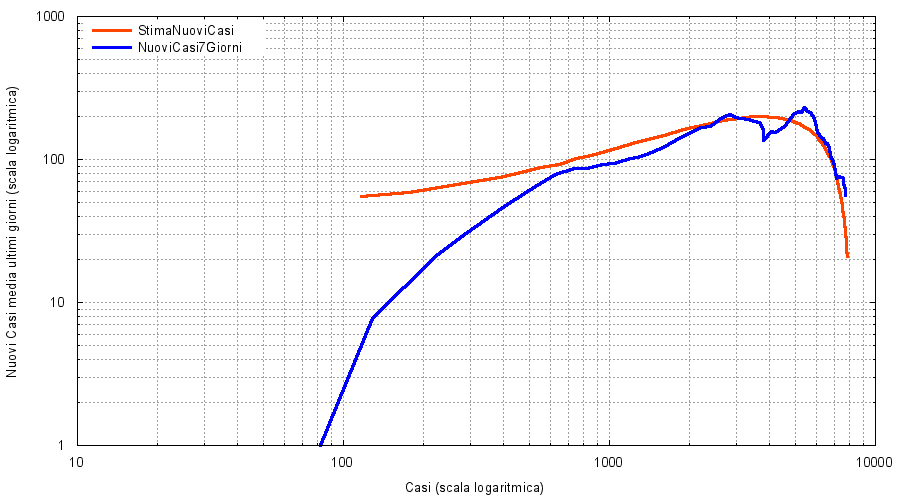 1000
StimaNuoviCasi
NuoviCasi7Giorni
100
10
1
10
100
1000
10000
Nuovi Casi media ultimi giorni (scala logaritmica)
Casi (scala logaritmica)